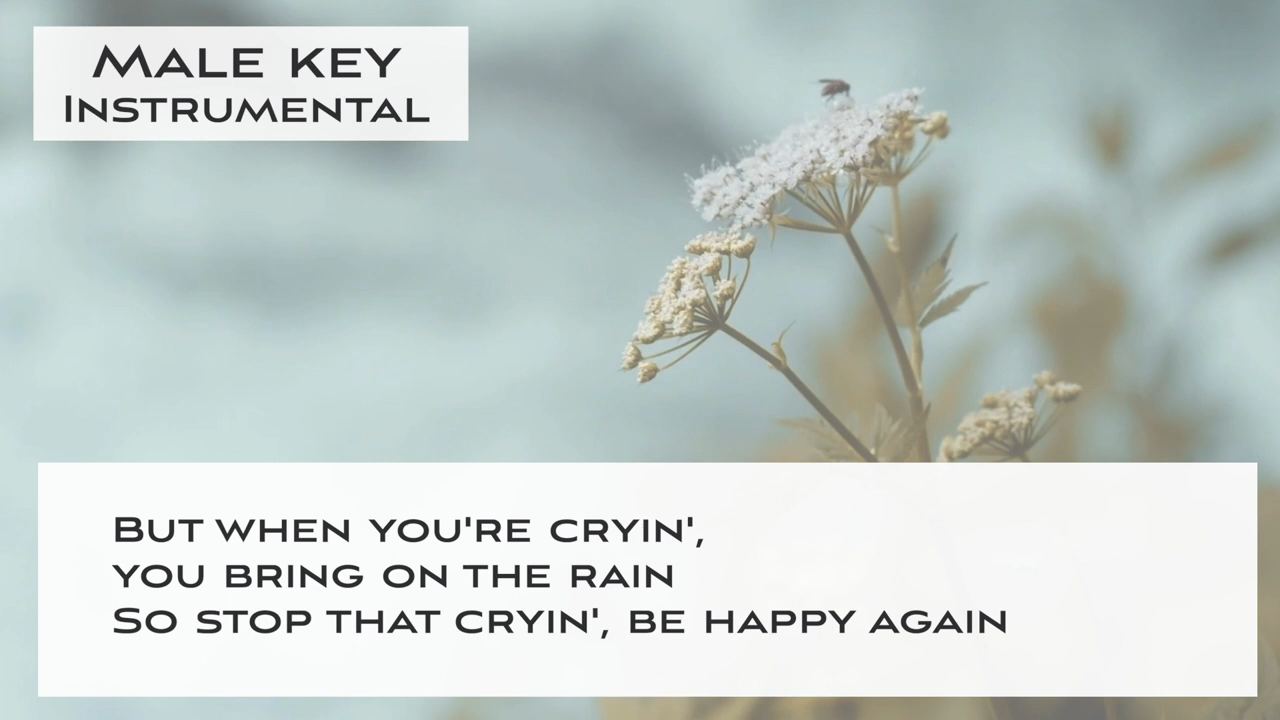 Male key
Instrumental
But when you're cryin',
you bring on the rain
So stop that cryin', be happy again